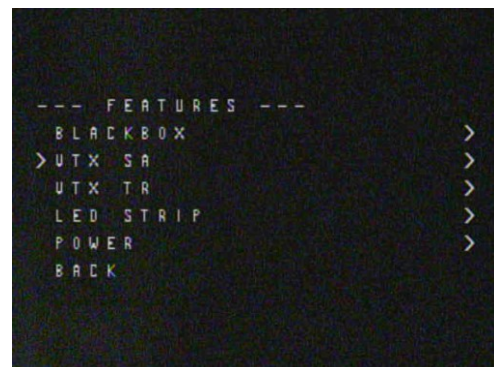 --- FEATURES ---
BLACKBOX >
>VTX SA >
VTX TR >
LED STRIP >
POWER >
BACK